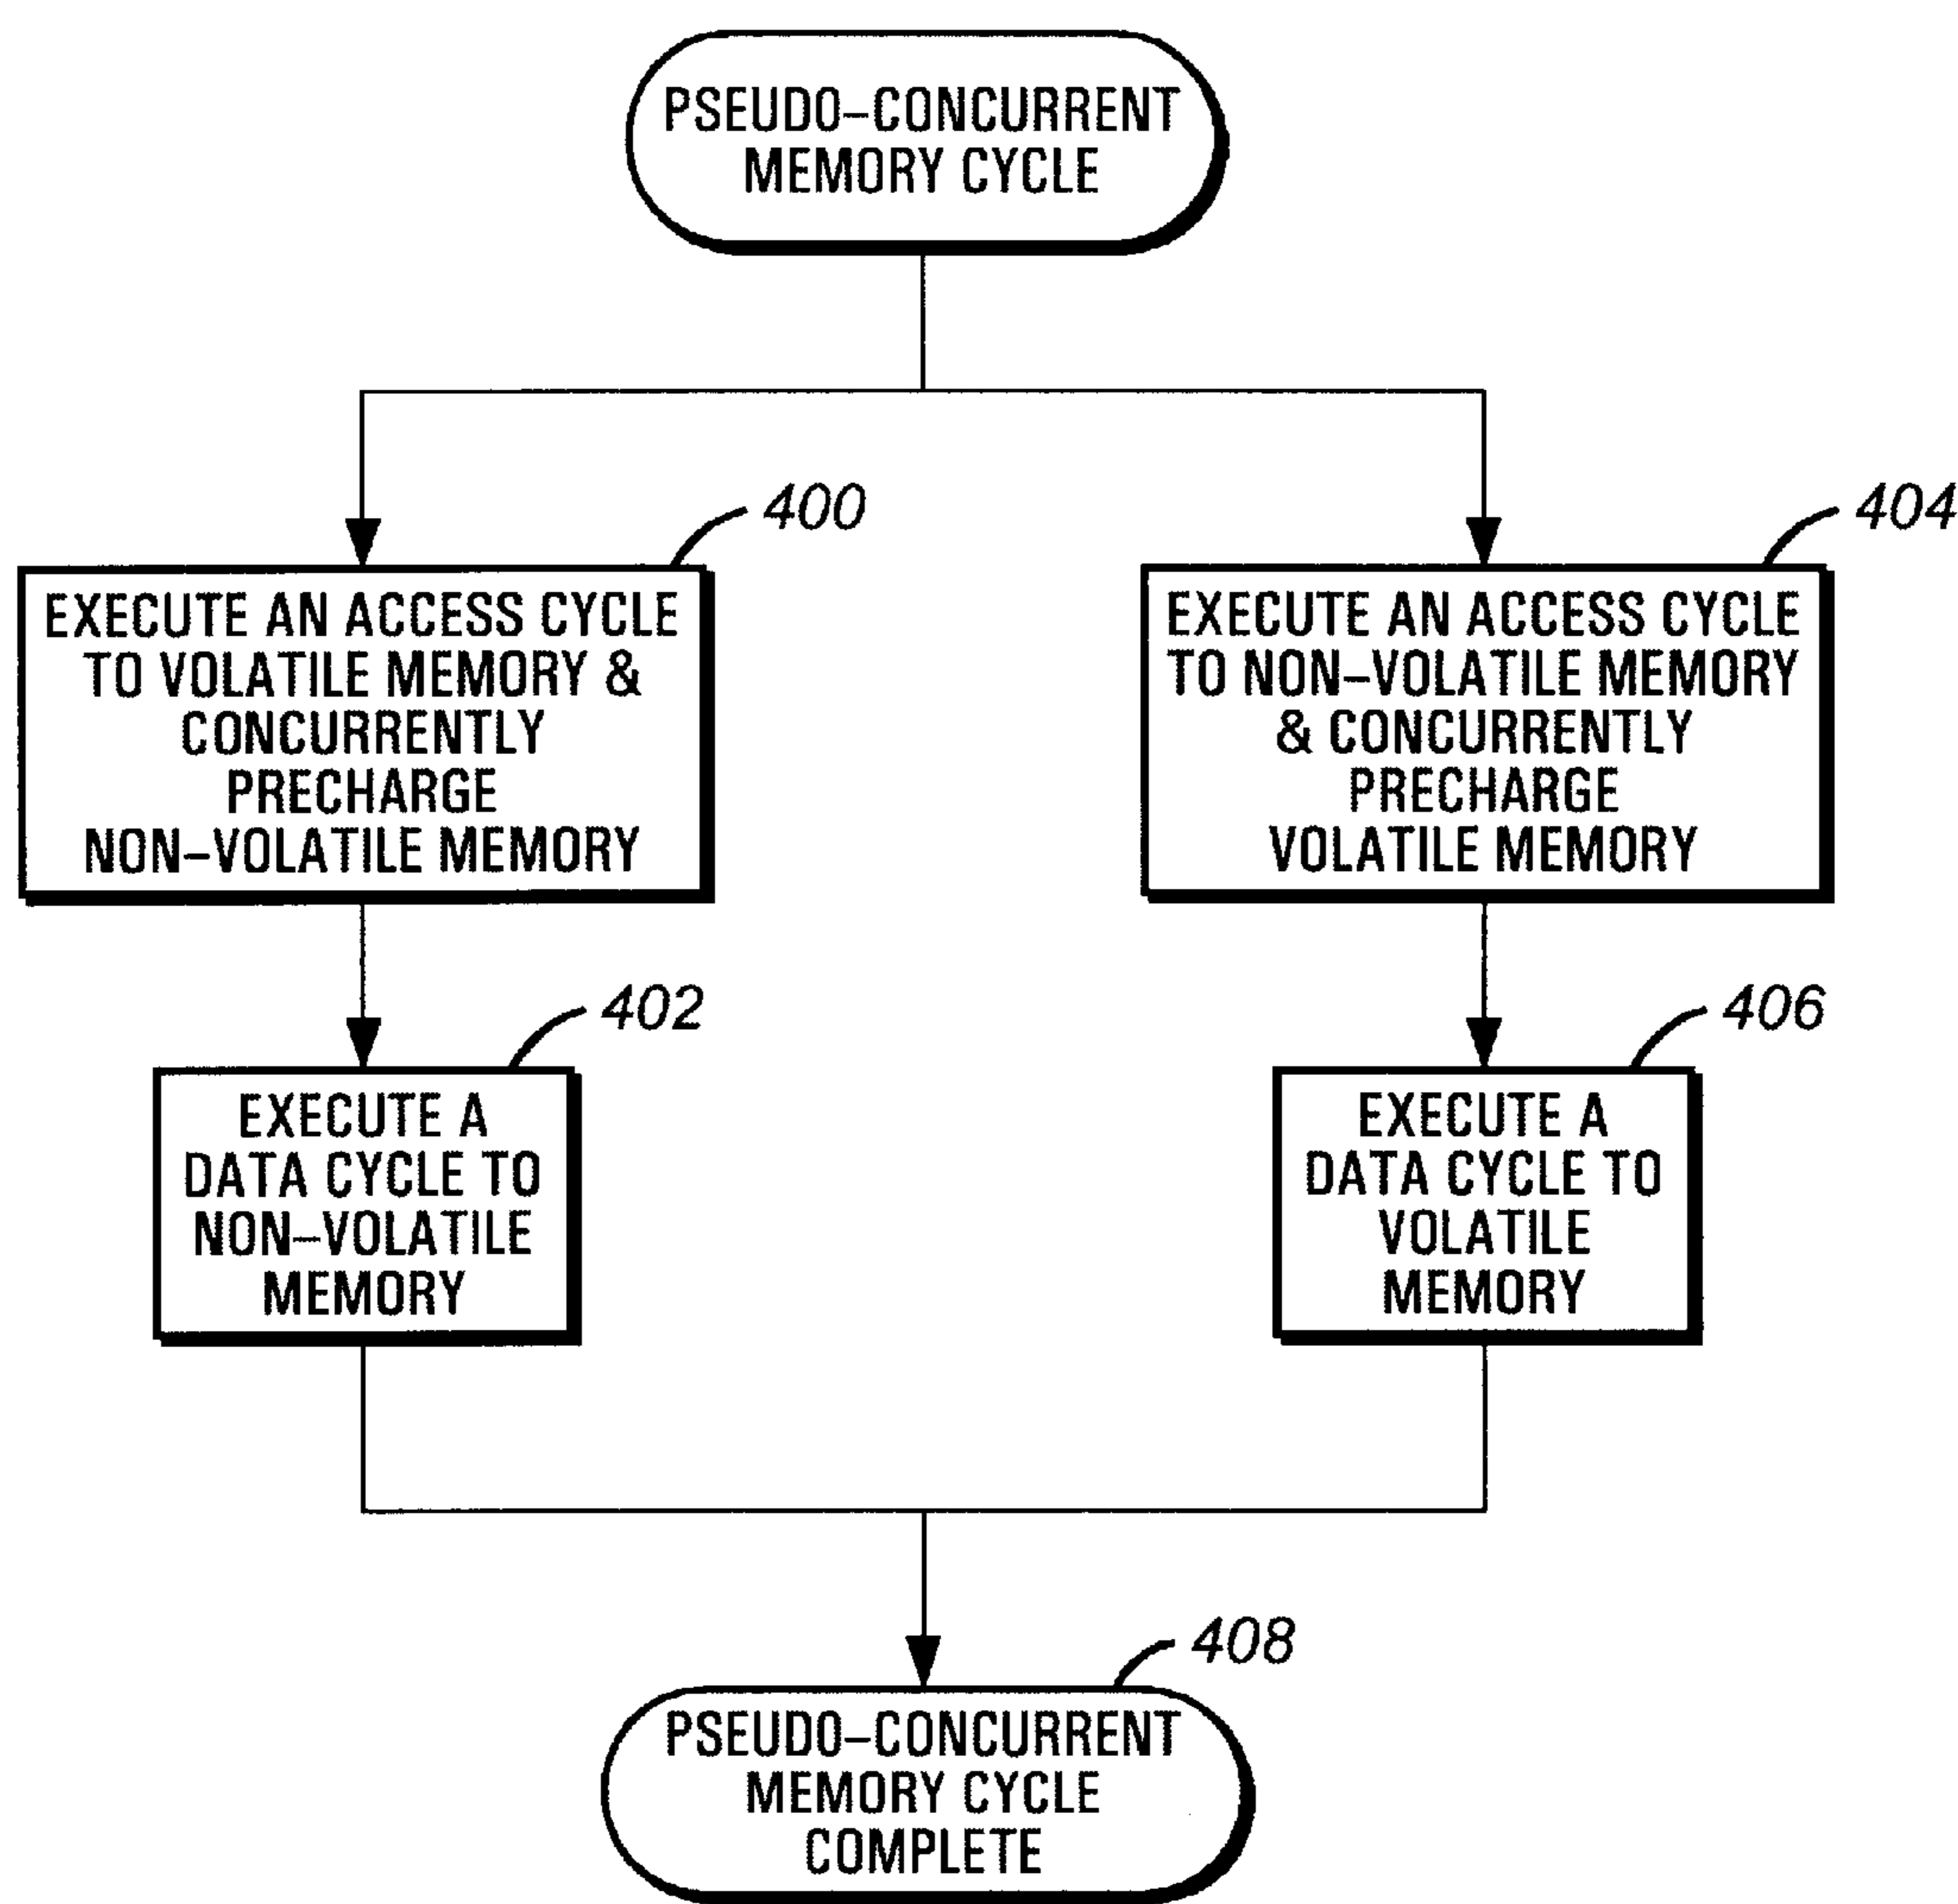 PSEUDO–CONCURRENT
MEMORY CYCLE
400
EXECUTE AN ACCESS CYCLE
TO VOLATILE MEMORY &
CONCURRENTLY
PRECHARGE
NON–VOLATILE MEMORY
404
EXECUTE AN ACCESS CYCLE
TO NON–VOLATILE MEMORY
& CONCURRENTLY
PRECHARGE
VOLATILE MEMORY
402
EXECUTE A
DATA CYCLE TO
NON–VOLATILE
MEMORY
406
EXECUTE A
DATA CYCLE TO
VOLATILE
MEMORY
408
PSEUDO–CONCURRENT
MEMORY CYCLE
COMPLETE